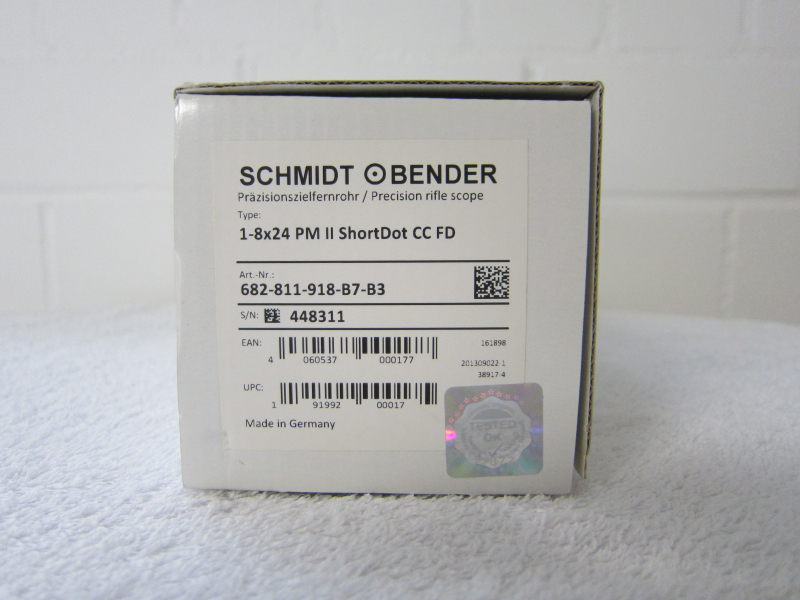 SCHMIDT BENDER
Präzisionszielfernrohr / Precision rifle scope
Type:
1-8x24 PM II ShortDot CC FD
Art.-Nr.:
682-811-918-B7-B3
S/N: 448311
EAN:
4 060537 000177
161898
201309022-1
38917-4
UPC:
1 91992 00017
Made in Germany
TESTED
OK